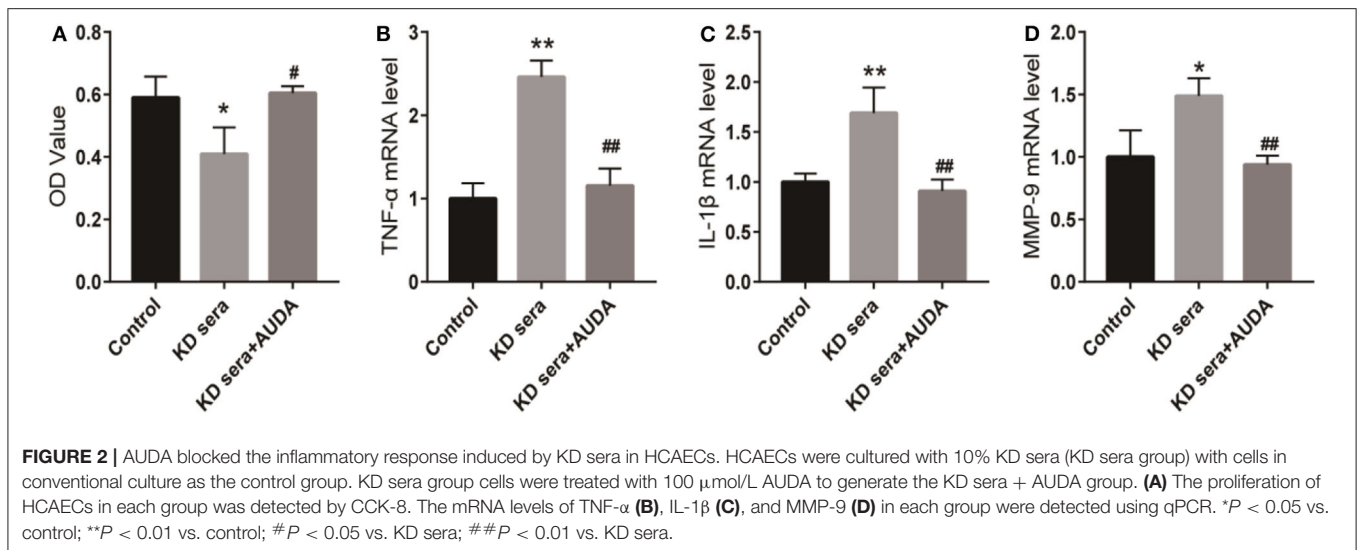 A
OD Value
0.8
0.6
0.4
0.2
0.0
*
#
Control
KD sera
KD sera+AUDA
B
TNF-α mRNA level
3
2
1
0
**
##
Control
KD sera
KD sera+AUDA
C
IL-1β mRNA level
2.5
2.0
1.5
1.0
0.5
0.0
**
##
Control
KD sera
KD sera+AUDA
D
MMP-9 mRNA level
2.0
1.5
1.0
0.5
0.0
*
##
Control
KD sera
KD sera+AUDA
FIGURE 2 | AUDA blocked the inflammatory response induced by KD sera in HCAECs. HCAECs were cultured with 10% KD sera (KD sera group) with cells in
conventional culture as the control group. KD sera group cells were treated with 100 μmol/L AUDA to generate the KD sera + AUDA group. (A) The proliferation of
HCAECs in each group was detected by CCK-8. The mRNA levels of TNF-α (B), IL-1β (C), and MMP-9 (D) in each group were detected using qPCR. *P < 0.05 vs.
control; **P < 0.01 vs. control; #P < 0.05 vs. KD sera; ##P < 0.01 vs. KD sera.